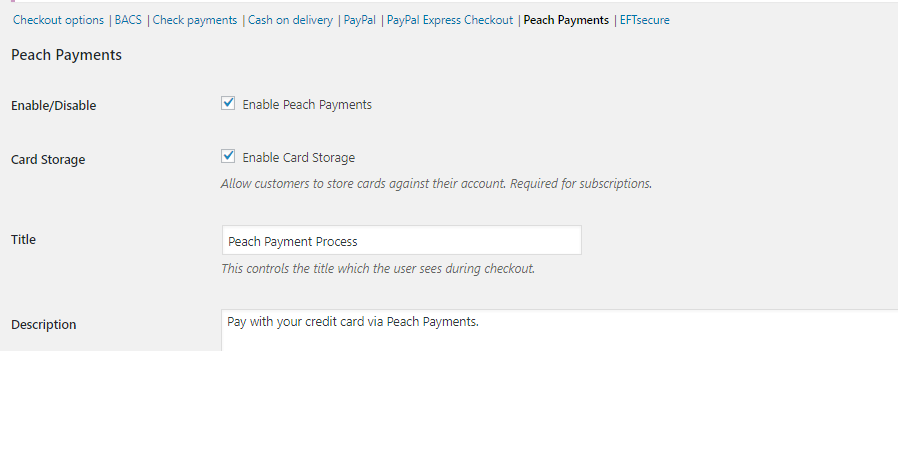 Checkout options | BACS | Check payments | Cash on delivery | PayPal | PayPal Express Checkout | Peach Payments | EFTsecure
Peach Payments
Enable/Disable Enable Peach Payments
Card Storage Enable Card Storage
Allow customers to store cards against their account. Required for subscriptions.
Title Peach Payment Process
This controls the title which the user sees during checkout.
Description Pay with your credit card via Peach Payments.